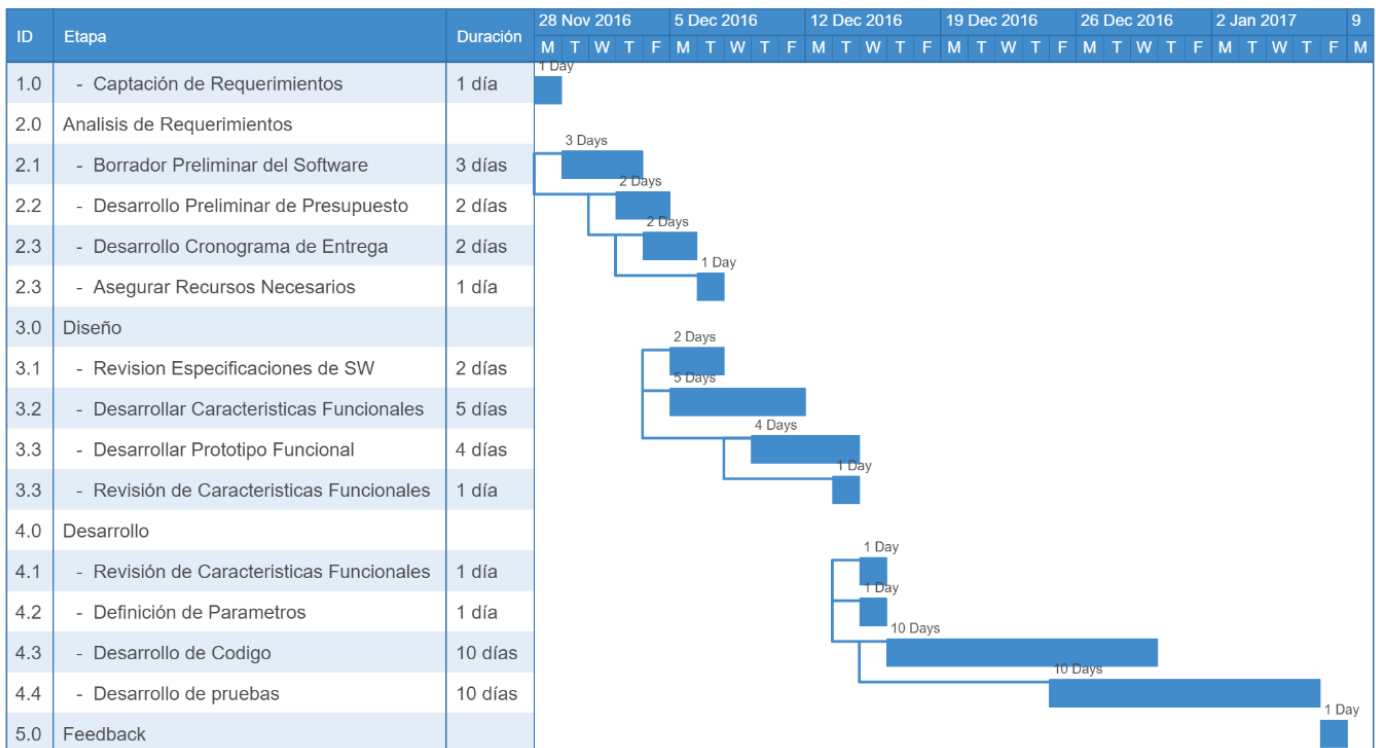 ID Etapa Duración 28 Nov 2016 5 Dec 2016 12 Dec 2016 19 Dec 2016 26 Dec 2016 2 Jan 2017 9
M T W T F M T W T F M T W T F M T W T F M T W T F M T W T F M
1.0 - Captación de Requerimientos 1 día 1 Day
2.0 Analisis de Requerimientos
2.1 - Borrador Preliminar del Software 3 días 3 Days
2.2 - Desarrollo Preliminar de Presupuesto 2 días 2 Days
2.3 - Desarrollo Cronograma de Entrega 2 días 2 Days
2.3 - Asegurar Recursos Necesarios 1 día 1 Day
3.0 Diseño
3.1 - Revision Especificaciones de SW 2 días 2 Days
3.2 - Desarrollar Caracteristicas Funcionales 5 días 5 Days
3.3 - Desarrollar Prototipo Funcional 4 días 4 Days
3.3 - Revisión de Caracteristicas Funcionales 1 día 1 Day
4.0 Desarrollo
4.1 - Revisión de Caracteristicas Funcionales 1 día 1 Day
4.2 - Definición de Parametros 1 día 1 Day
4.3 - Desarrollo de Codigo 10 días 10 Days
4.4 - Desarrollo de pruebas 10 días 10 Days
5.0 Feedback 1 Day